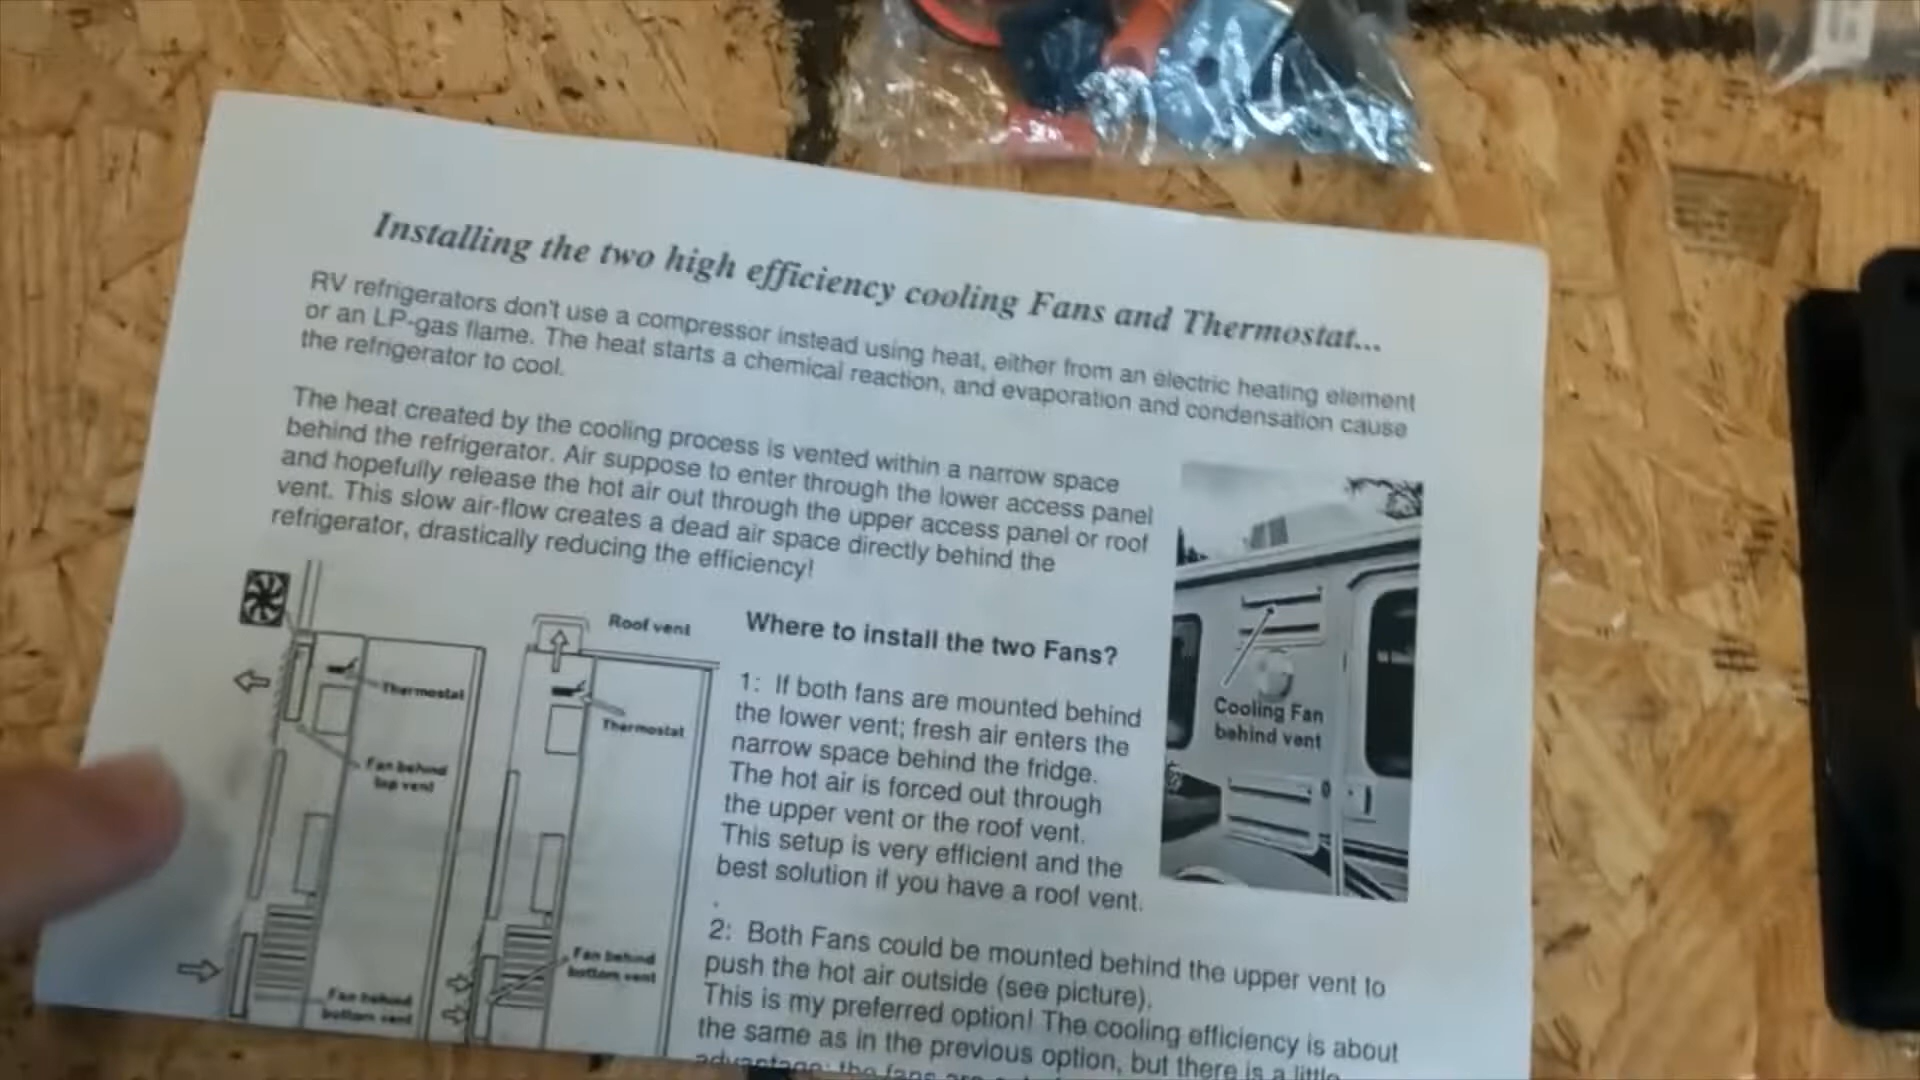 Installing the two high efficiency cooling Fans and Thermostat...
RV refrigerators don't use a compressor instead using heat, either from an electric heating element
or an LP-gas flame. The heat starts a chemical reaction, and evaporation and condensation cause
the refrigerator to cool.
The heat created by the cooling process is vented within a narrow space
behind the refrigerator. Air suppose to enter through the lower access panel
and hopefully release the hot air out through the upper access panel or roof
vent. This slow air-flow creates a dead air space directly behind the
refrigerator, drastically reducing the efficiency!
Thermostat
Fan behind
top vent
Fan behind
bottom vent
Roof vent
Thermostat
Fan behind
bottom vent
Where to install the two Fans?
1: If both fans are mounted behind
the lower vent; fresh air enters the
narrow space behind the fridge.
The hot air is forced out through
the upper vent or the roof vent.
This setup is very efficient and the
best solution if you have a roof vent.
.
2: Both Fans could be mounted behind the upper vent to
push the hot air outside (see picture).
This is my preferred option! The cooling efficiency is about
the same as in the previous option, but there is a little
advantage: the fans are
Cooling Fan
behind vent